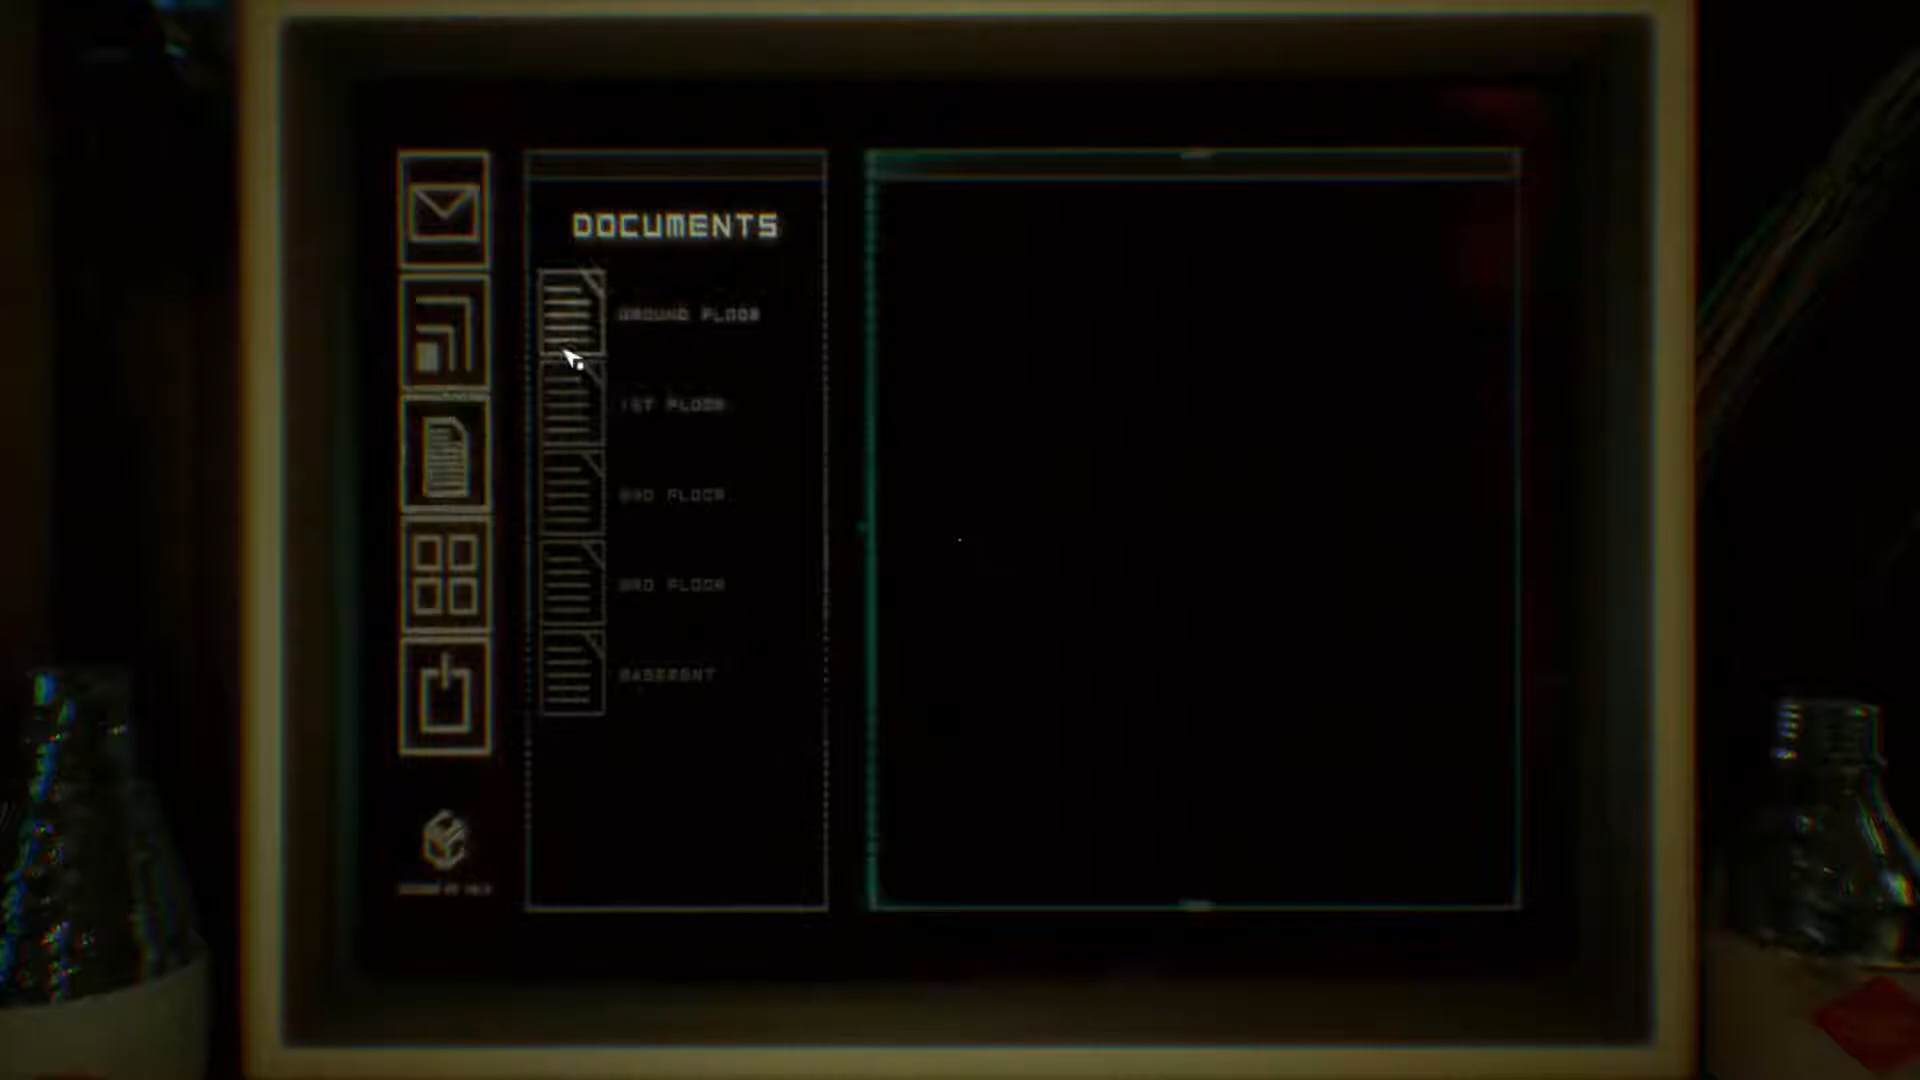 DOCUMENTS
GROUND FLOOR
1ST FLOOR
2ND FLOOR
3RD FLOOR
BASEMENT